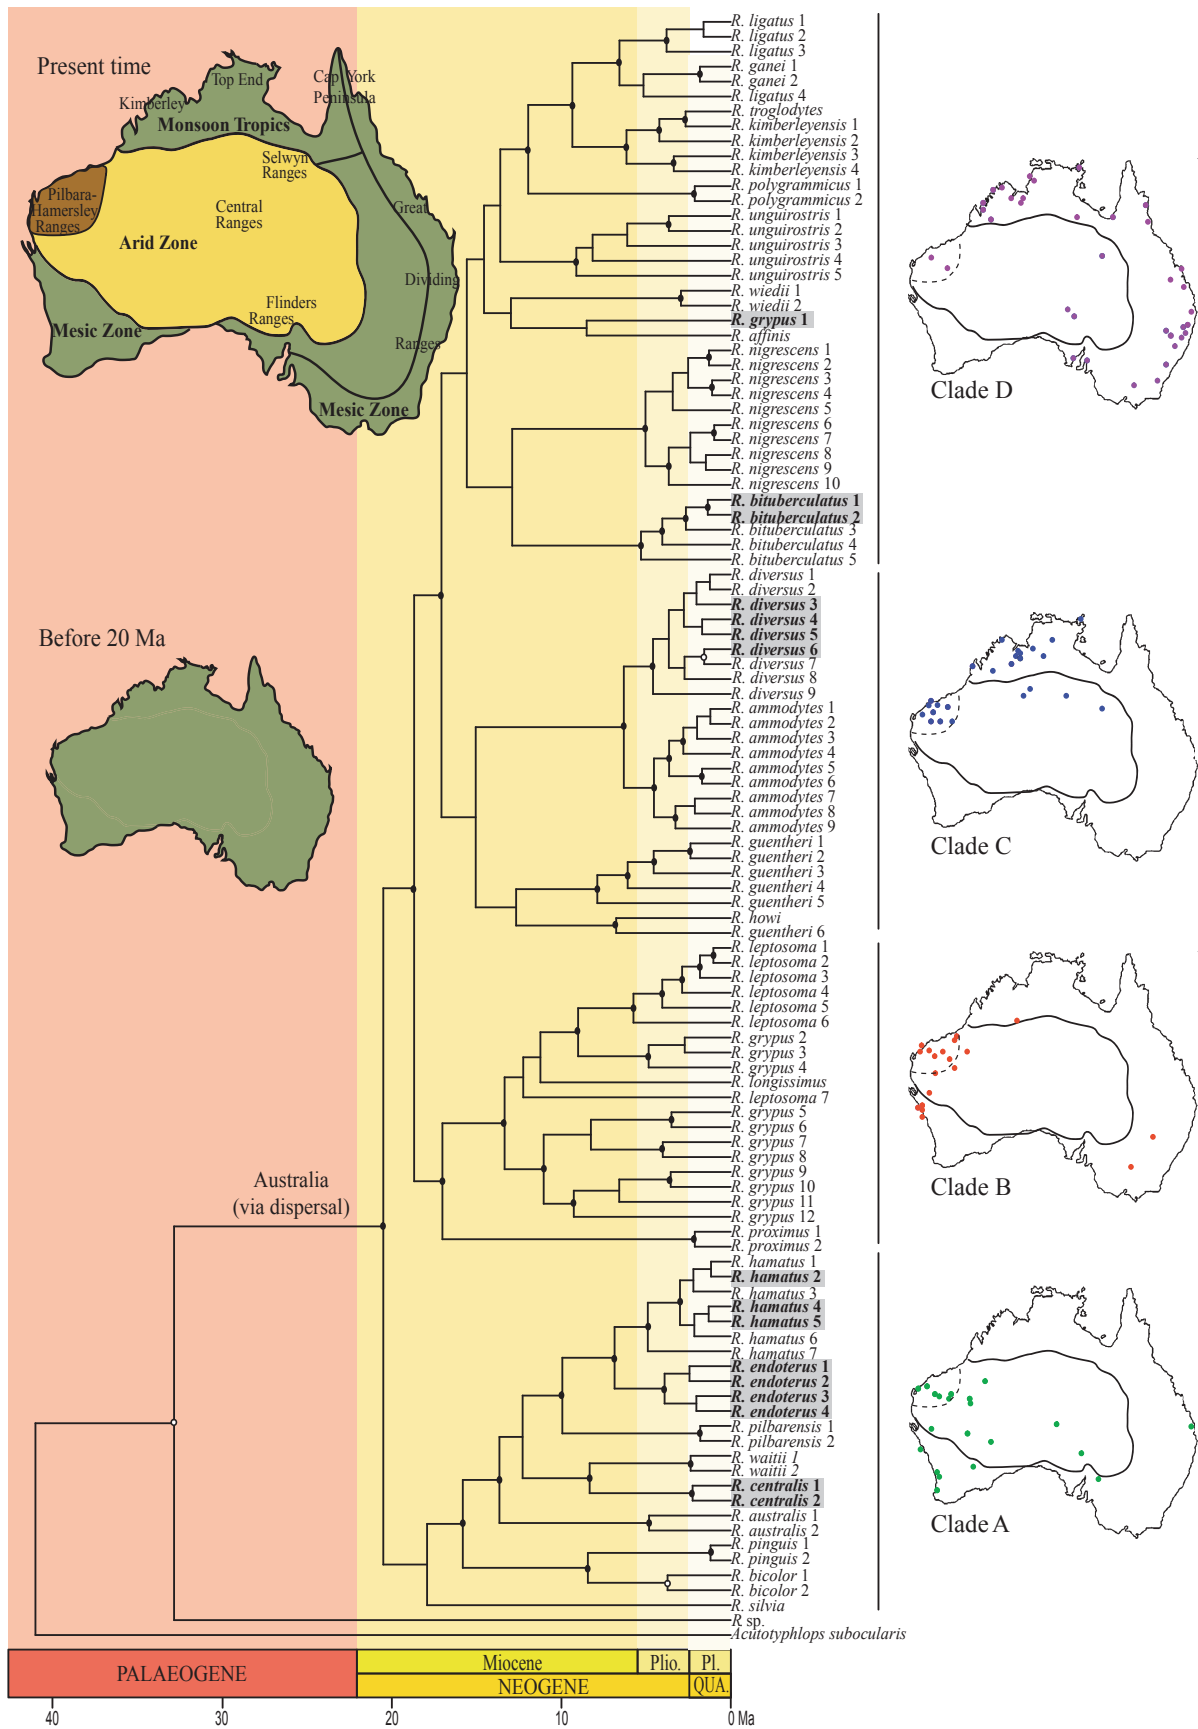 Present time
Top End
Cap York
Peninsula
Kimberley
Monsoon Tropics
Selwyn
Ranges
Pilbara-
Hamersley
Ranges
Central
Ranges
Great
Arid Zone
Dividing
Flinders
Ranges
Mesic Zone
Ranges
Mesic Zone
Before 20 Ma
Australia
(via dispersal)
R. ligatus 1
R. ligatus 2
R. ligatus 3
R. ganei 1
R. ganei 2
R. ligatus 4
R. troglodytes
R. kimberleyensis 1
R. kimberleyensis 2
R. kimberleyensis 3
R. kimberleyensis 4
R. polygrammicus 1
R. polygrammicus 2
R. unguirostris 1
R. unguirostris 2
R. unguirostris 3
R. unguirostris 4
R. unguirostris 5
R. wiedii 1
R. wiedii 2
R. grypus 1
R. affinis
R. nigrescens 1
R. nigrescens 2
R. nigrescens 3
R. nigrescens 4
R. nigrescens 5
R. nigrescens 6
R. nigrescens 7
R. nigrescens 8
R. nigrescens 9
R. nigrescens 10
R. bituberculatus 1
R. bituberculatus 2
R. bituberculatus 3
R. bituberculatus 4
R. bituberculatus 5
R. diversus 1
R. diversus 2
R. diversus 3
R. diversus 4
R. diversus 5
R. diversus 6
R. diversus 7
R. diversus 8
R. diversus 9
R. ammodytes 1
R. ammodytes 2
R. ammodytes 3
R. ammodytes 4
R. ammodytes 5
R. ammodytes 6
R. ammodytes 7
R. ammodytes 8
R. ammodytes 9
R. guentheri 1
R. guentheri 2
R. guentheri 3
R. guentheri 4
R. guentheri 5
R. howi
R. guentheri 6
R. leptosoma 1
R. leptosoma 2
R. leptosoma 3
R. leptosoma 4
R. leptosoma 5
R. leptosoma 6
R. grypus 2
R. grypus 3
R. grypus 4
R. longissimus
R. leptosoma 7
R. grypus 5
R. grypus 6
R. grypus 7
R. grypus 8
R. grypus 9
R. grypus 10
R. grypus 11
R. grypus 12
R. proximus 1
R. proximus 2
R. hamatus 1
R. hamatus 2
R. hamatus 3
R. hamatus 4
R. hamatus 5
R. hamatus 6
R. hamatus 7
R. endoterus 1
R. endoterus 2
R. endoterus 3
R. endoterus 4
R. pilbarensis 1
R. pilbarensis 2
R. waitii 1
R. waitii 2
R. centralis 1
R. centralis 2
R. australis 1
R. australis 2
R. pinguis 1
R. pinguis 2
R. bicolor 1
R. bicolor 2
R. silvia
R sp.
Acutotyphlops subocularis
Clade D
Clade C
Clade B
Clade A
PALAEOGENE
Miocene
Plio.
Pl.
NEOGENE
QUA.
40
30
20
10
0 Ma